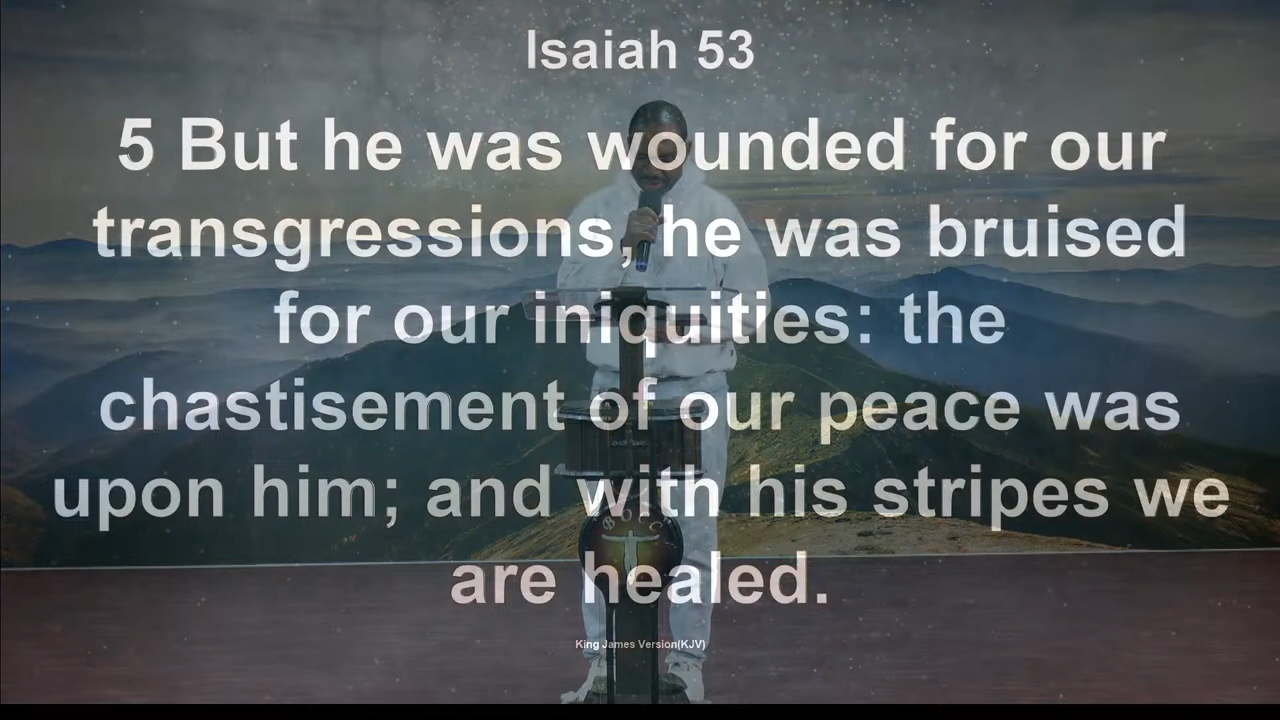 Isaiah 53
5 But he was wounded for our
transgressions, he was bruised
for our iniquities: the
chastisement of our peace was
upon him; and with his stripes we
are healed.
King James Version(KJV)
BOFC